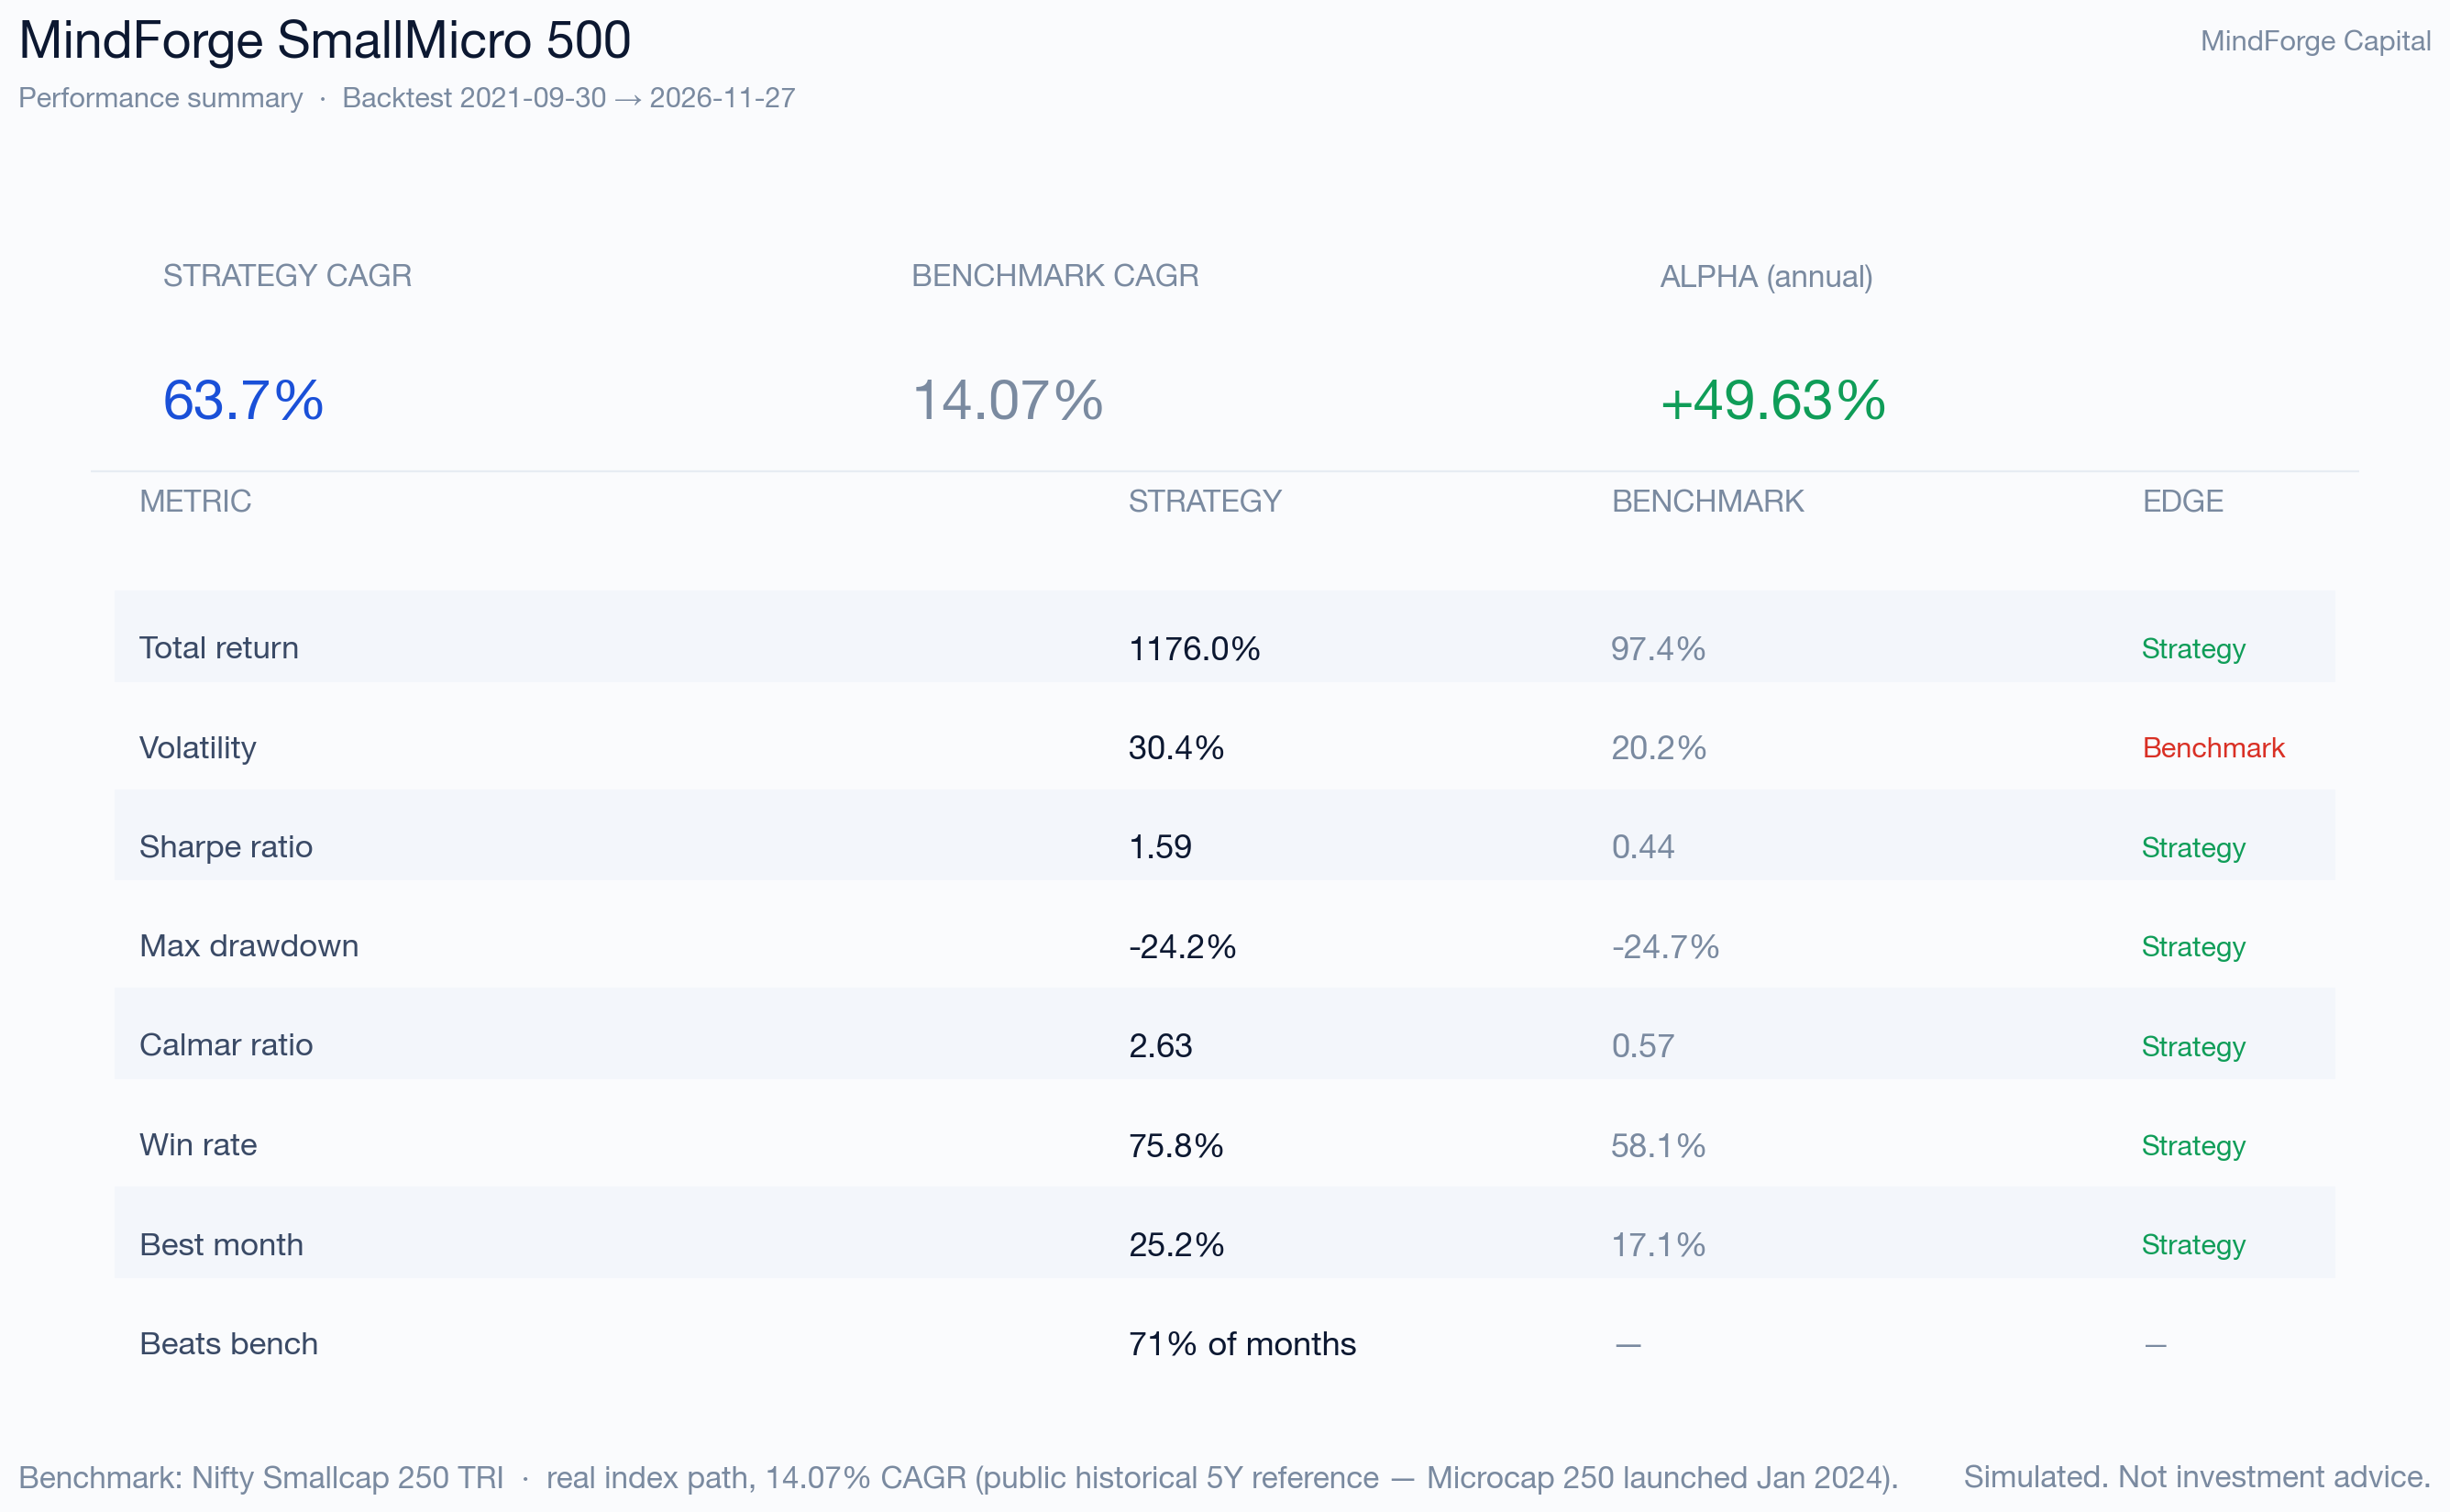 MindForge SmallMicro 500
MindForge Capital
Performance summary · Backtest 2021-09-30 → 2026-11-27
STRATEGY CAGR BENCHMARK CAGR ALPHA (annual)
63.7% 14.07% +49.63%
METRIC STRATEGY BENCHMARK EDGE
Total return 1176.0% 97.4% Strategy
Volatility 30.4% 20.2% Benchmark
Sharpe ratio 1.59 0.44 Strategy
Max drawdown -24.2% -24.7% Strategy
Calmar ratio 2.63 0.57 Strategy
Win rate 75.8% 58.1% Strategy
Best month 25.2% 17.1% Strategy
Beats bench 71% of months — —
Benchmark: Nifty Smallcap 250 TRI · real index path, 14.07% CAGR (public historical 5Y reference — Microcap 250 launched Jan 2024). Simulated. Not investment advice.